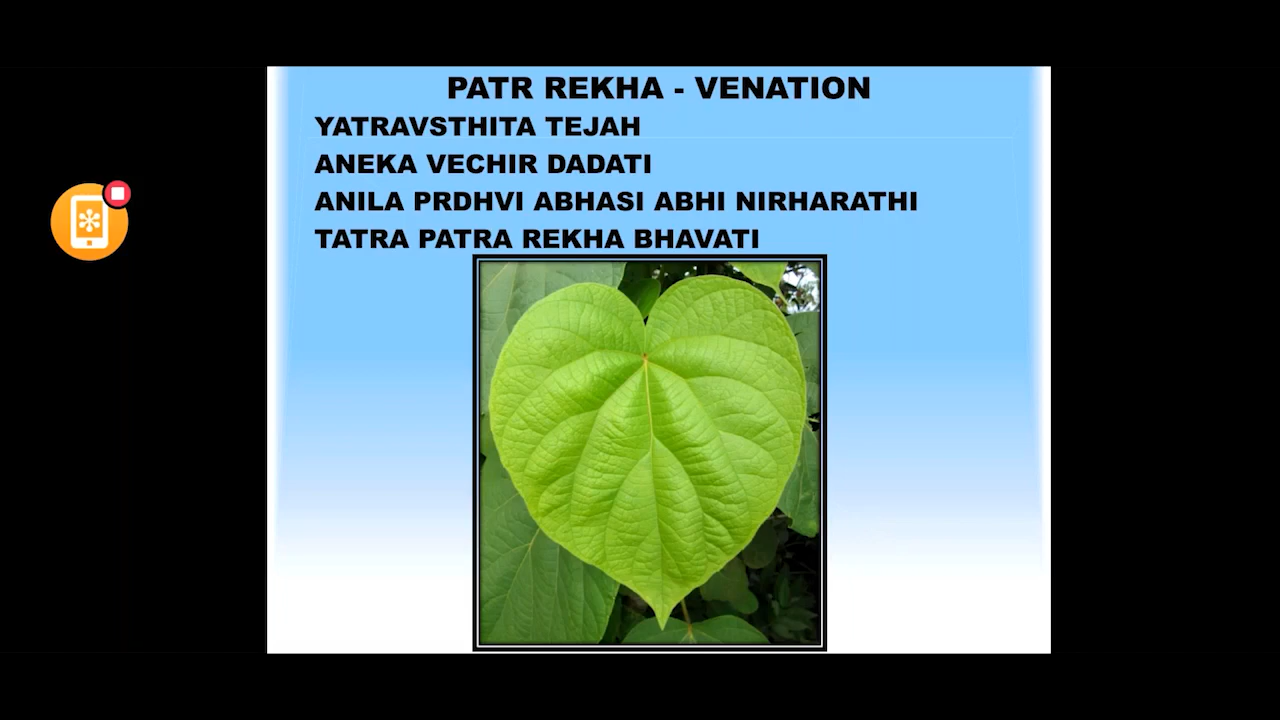 PATR REKHA - VENATION
YATRAVSTHITA TEJAH
ANEKA VECHIR DADATI
ANILA PRDHVI ABHASI ABHI NIRHARATHI
TATRA PATRA REKHA BHAVATI